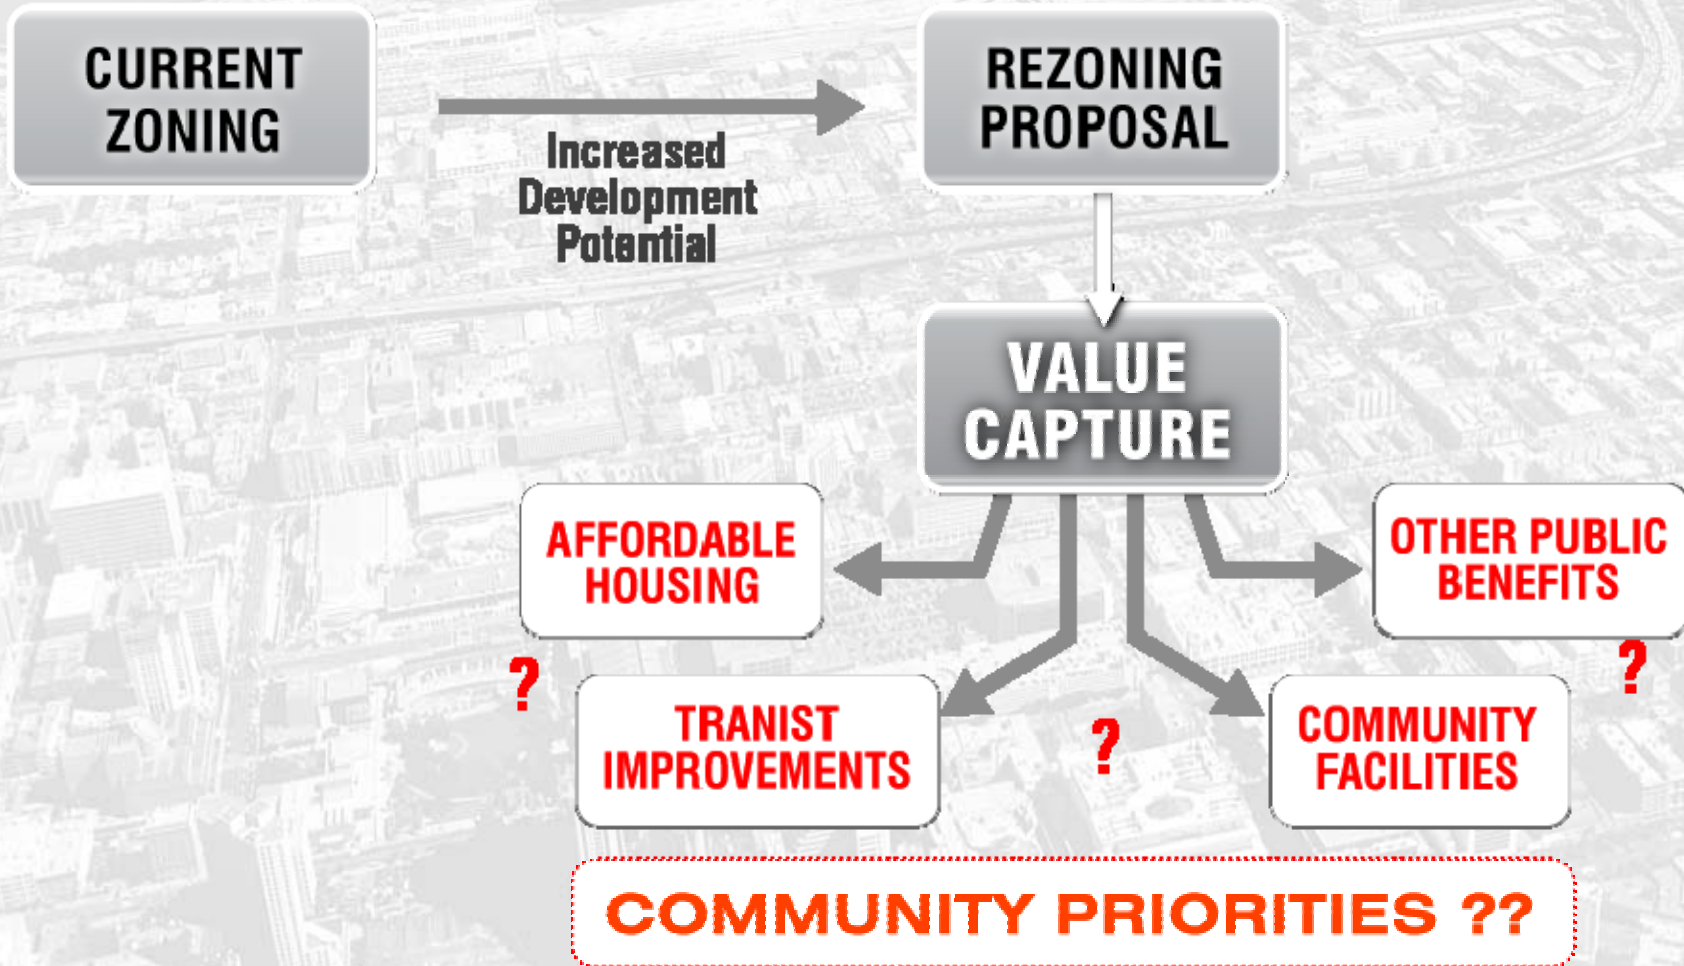 CURRENT
ZONING
Increased
Development
Potential
REZONING
PROPOSAL
VALUE
CAPTURE
AFFORDABLE
HOUSING
OTHER PUBLIC
BENEFITS
?
?
TRANIST
IMPROVEMENTS
?
COMMUNITY
FACILITIES
COMMUNITY PRIORITIES ??